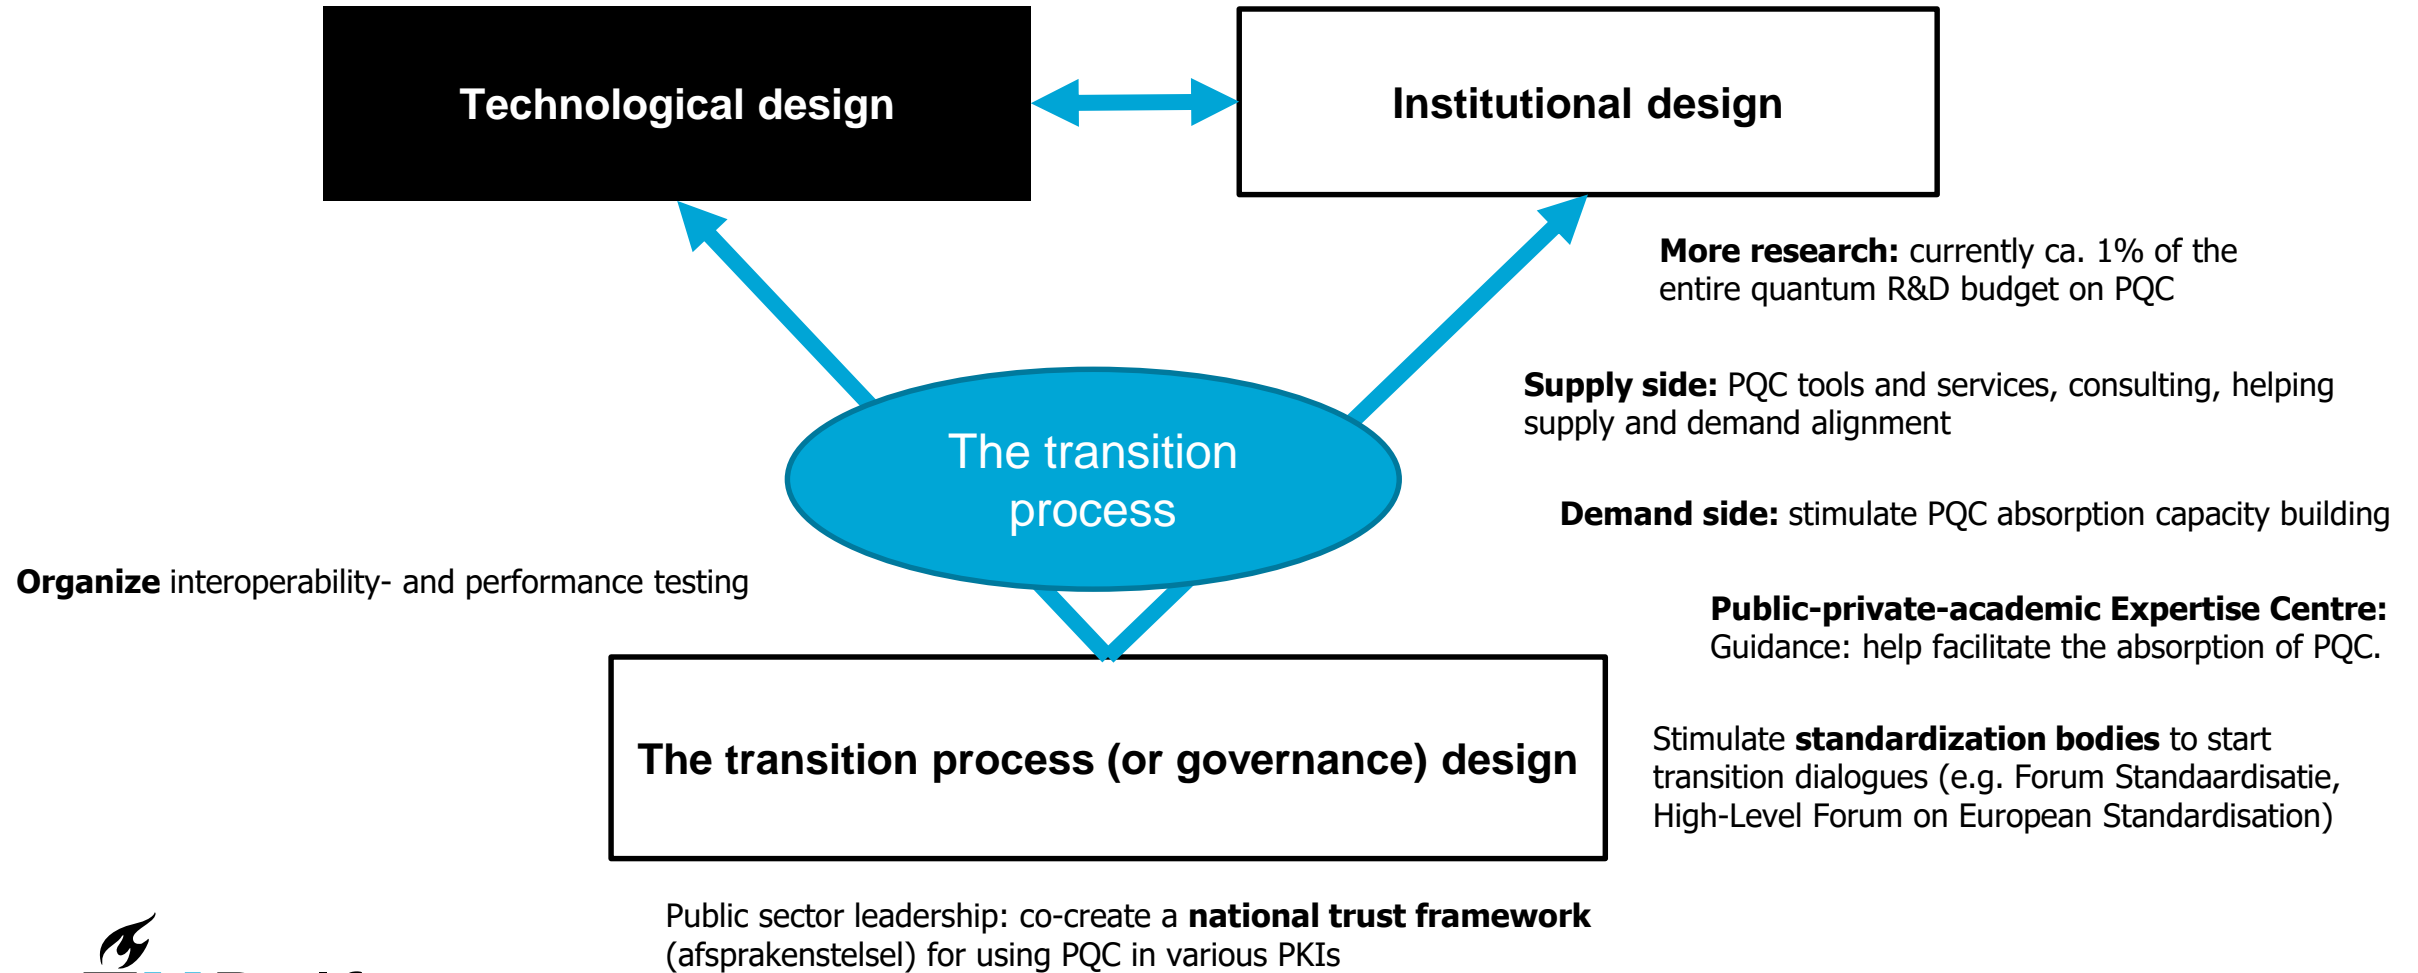 Technological design
Institutional design
More research: currently ca. 1% of the
entire quantum R&D budget on PQC
Supply side: PQC tools and services, consulting, helping
supply and demand alignment
The transition
process
Demand side: stimulate PQC absorption capacity building
Organize interoperability- and performance testing
Public-private-academic Expertise Centre:
Guidance: help facilitate the absorption of PQC.
The transition process (or governance) design
Stimulate standardization bodies to start
transition dialogues (e.g. Forum Standaardisatie,
High-Level Forum on European Standardisation)
Public sector leadership: co-create a national trust framework
(afsprakenstelsel) for using PQC in various PKIs